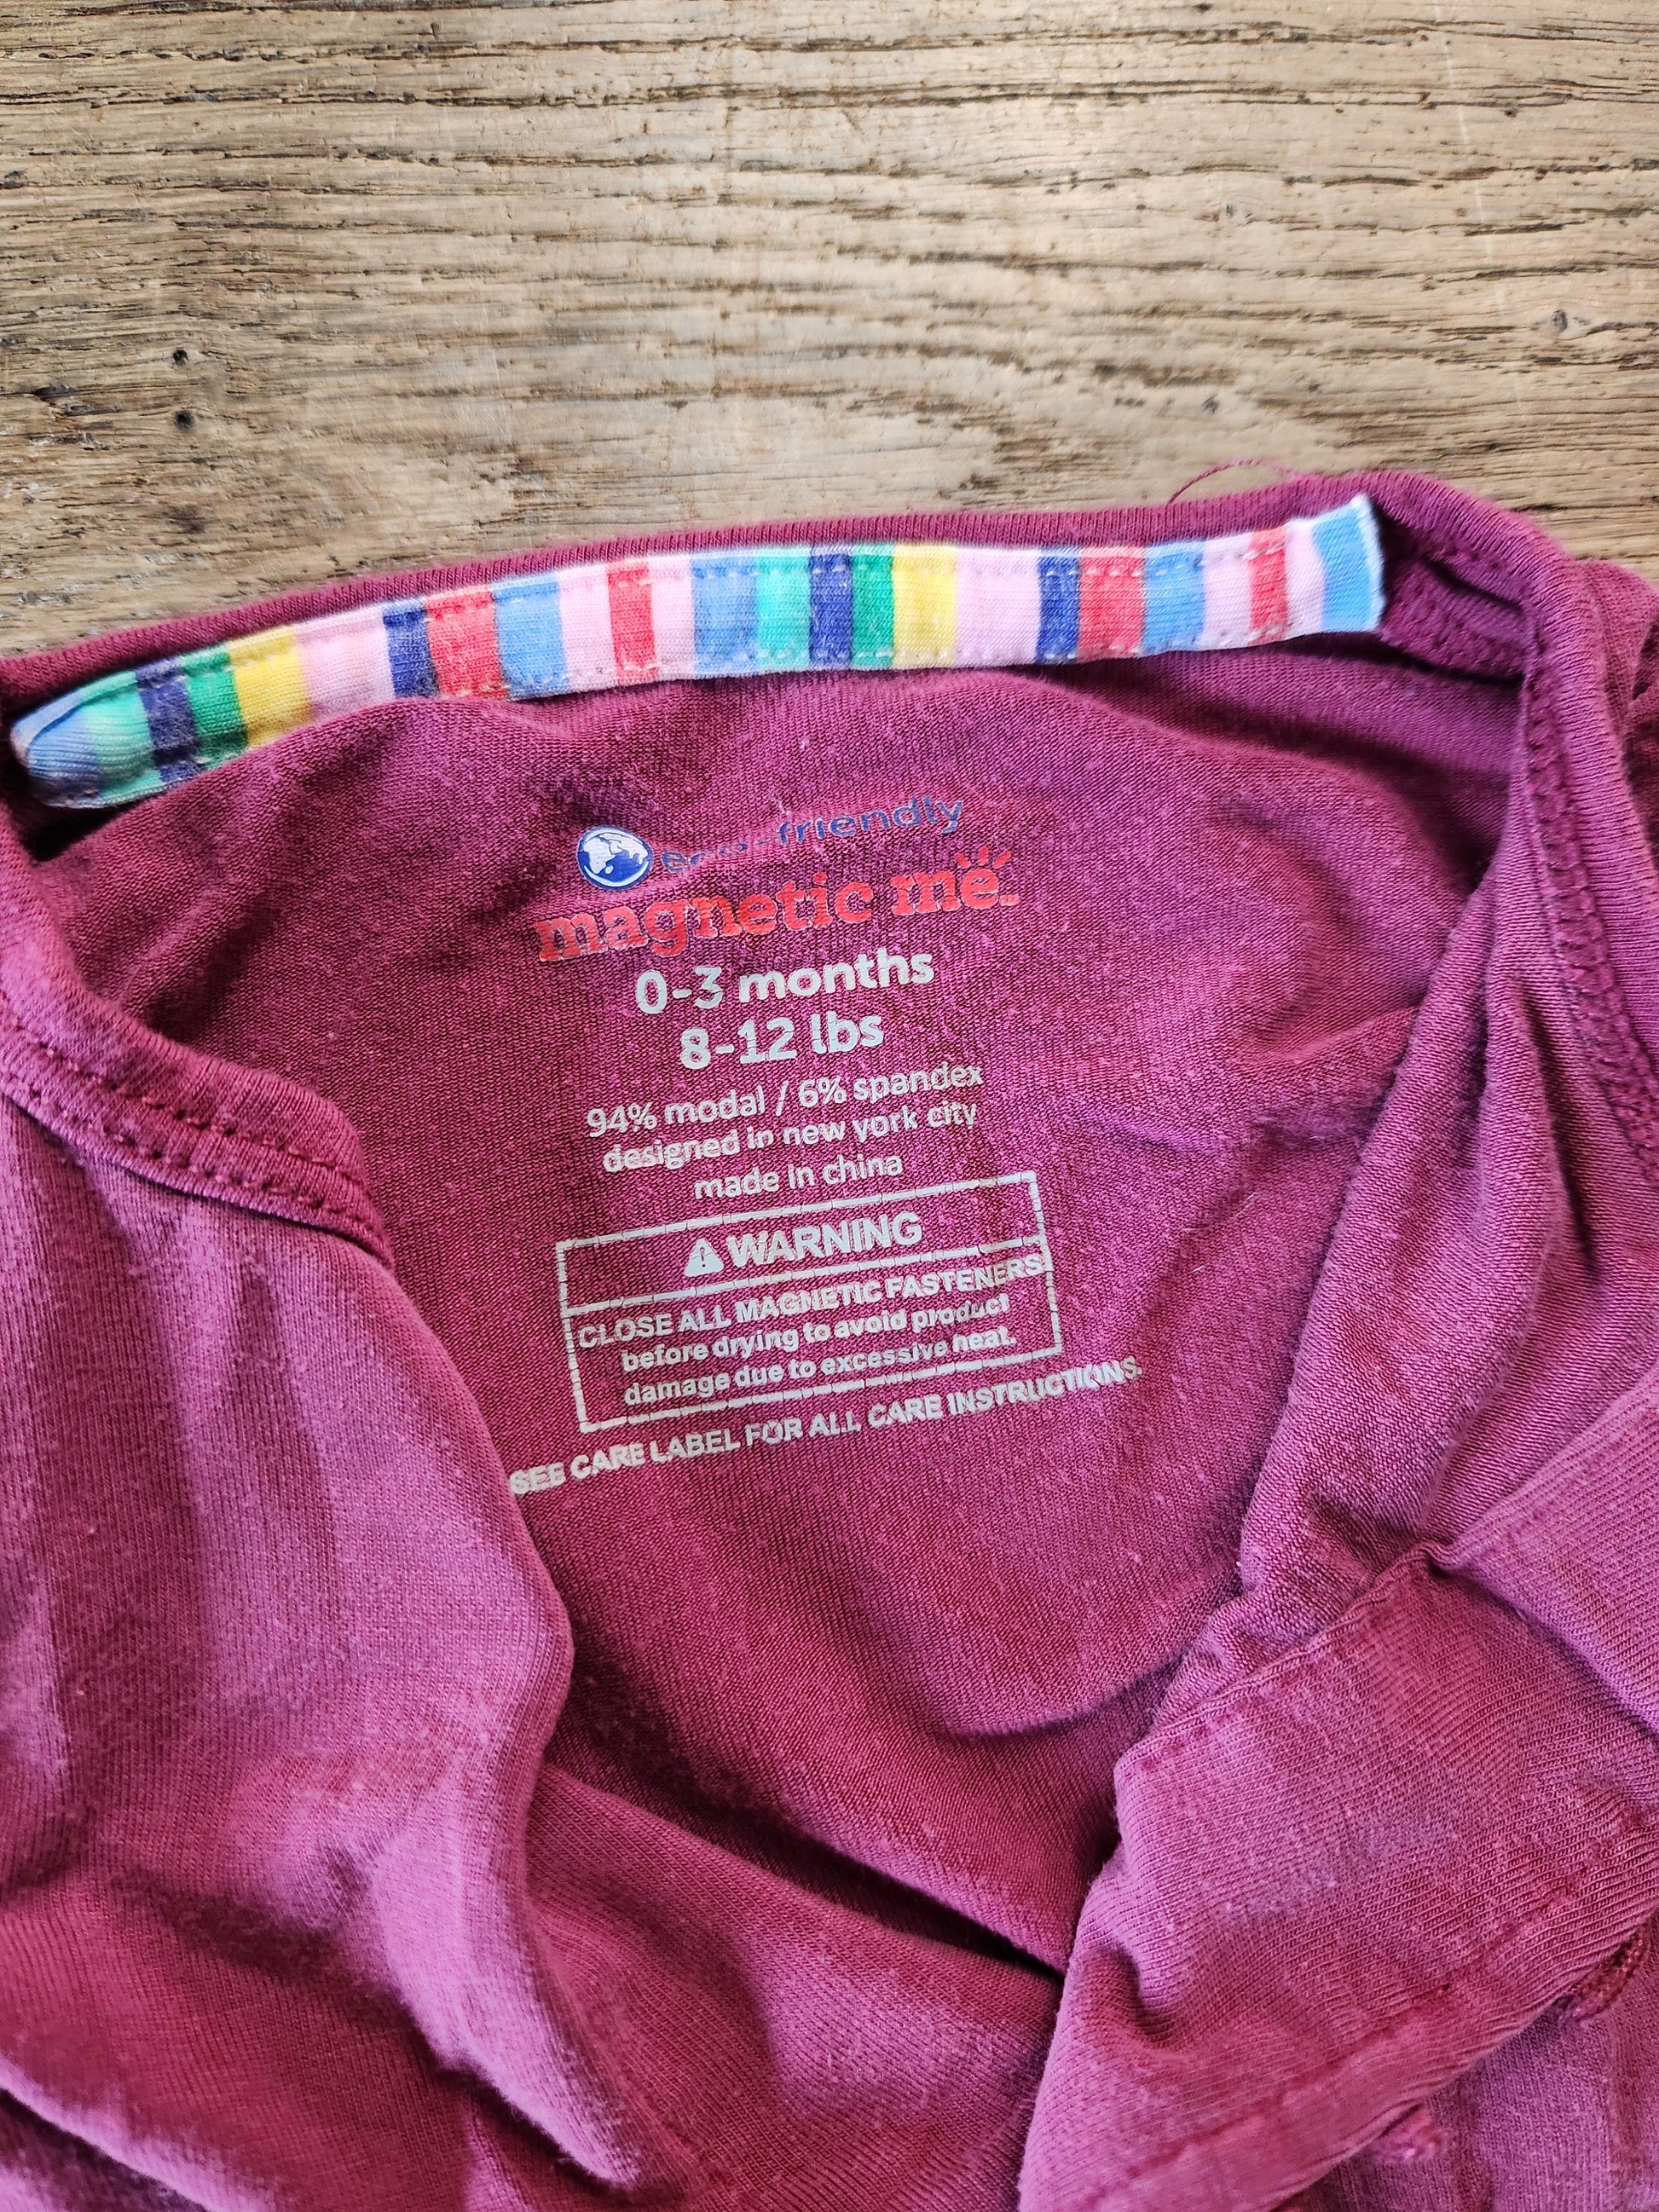 eco-friendly
magnetic me.
0-3 months
8-12 lbs
94% modal / 6% spandex
designed in new york city
made in china
WARNING
CLOSE ALL MAGNETIC FASTENERS
before drying to avoid product
damage due to excessive heat.
SEE CARE LABEL FOR ALL CARE INSTRUCTIONS.